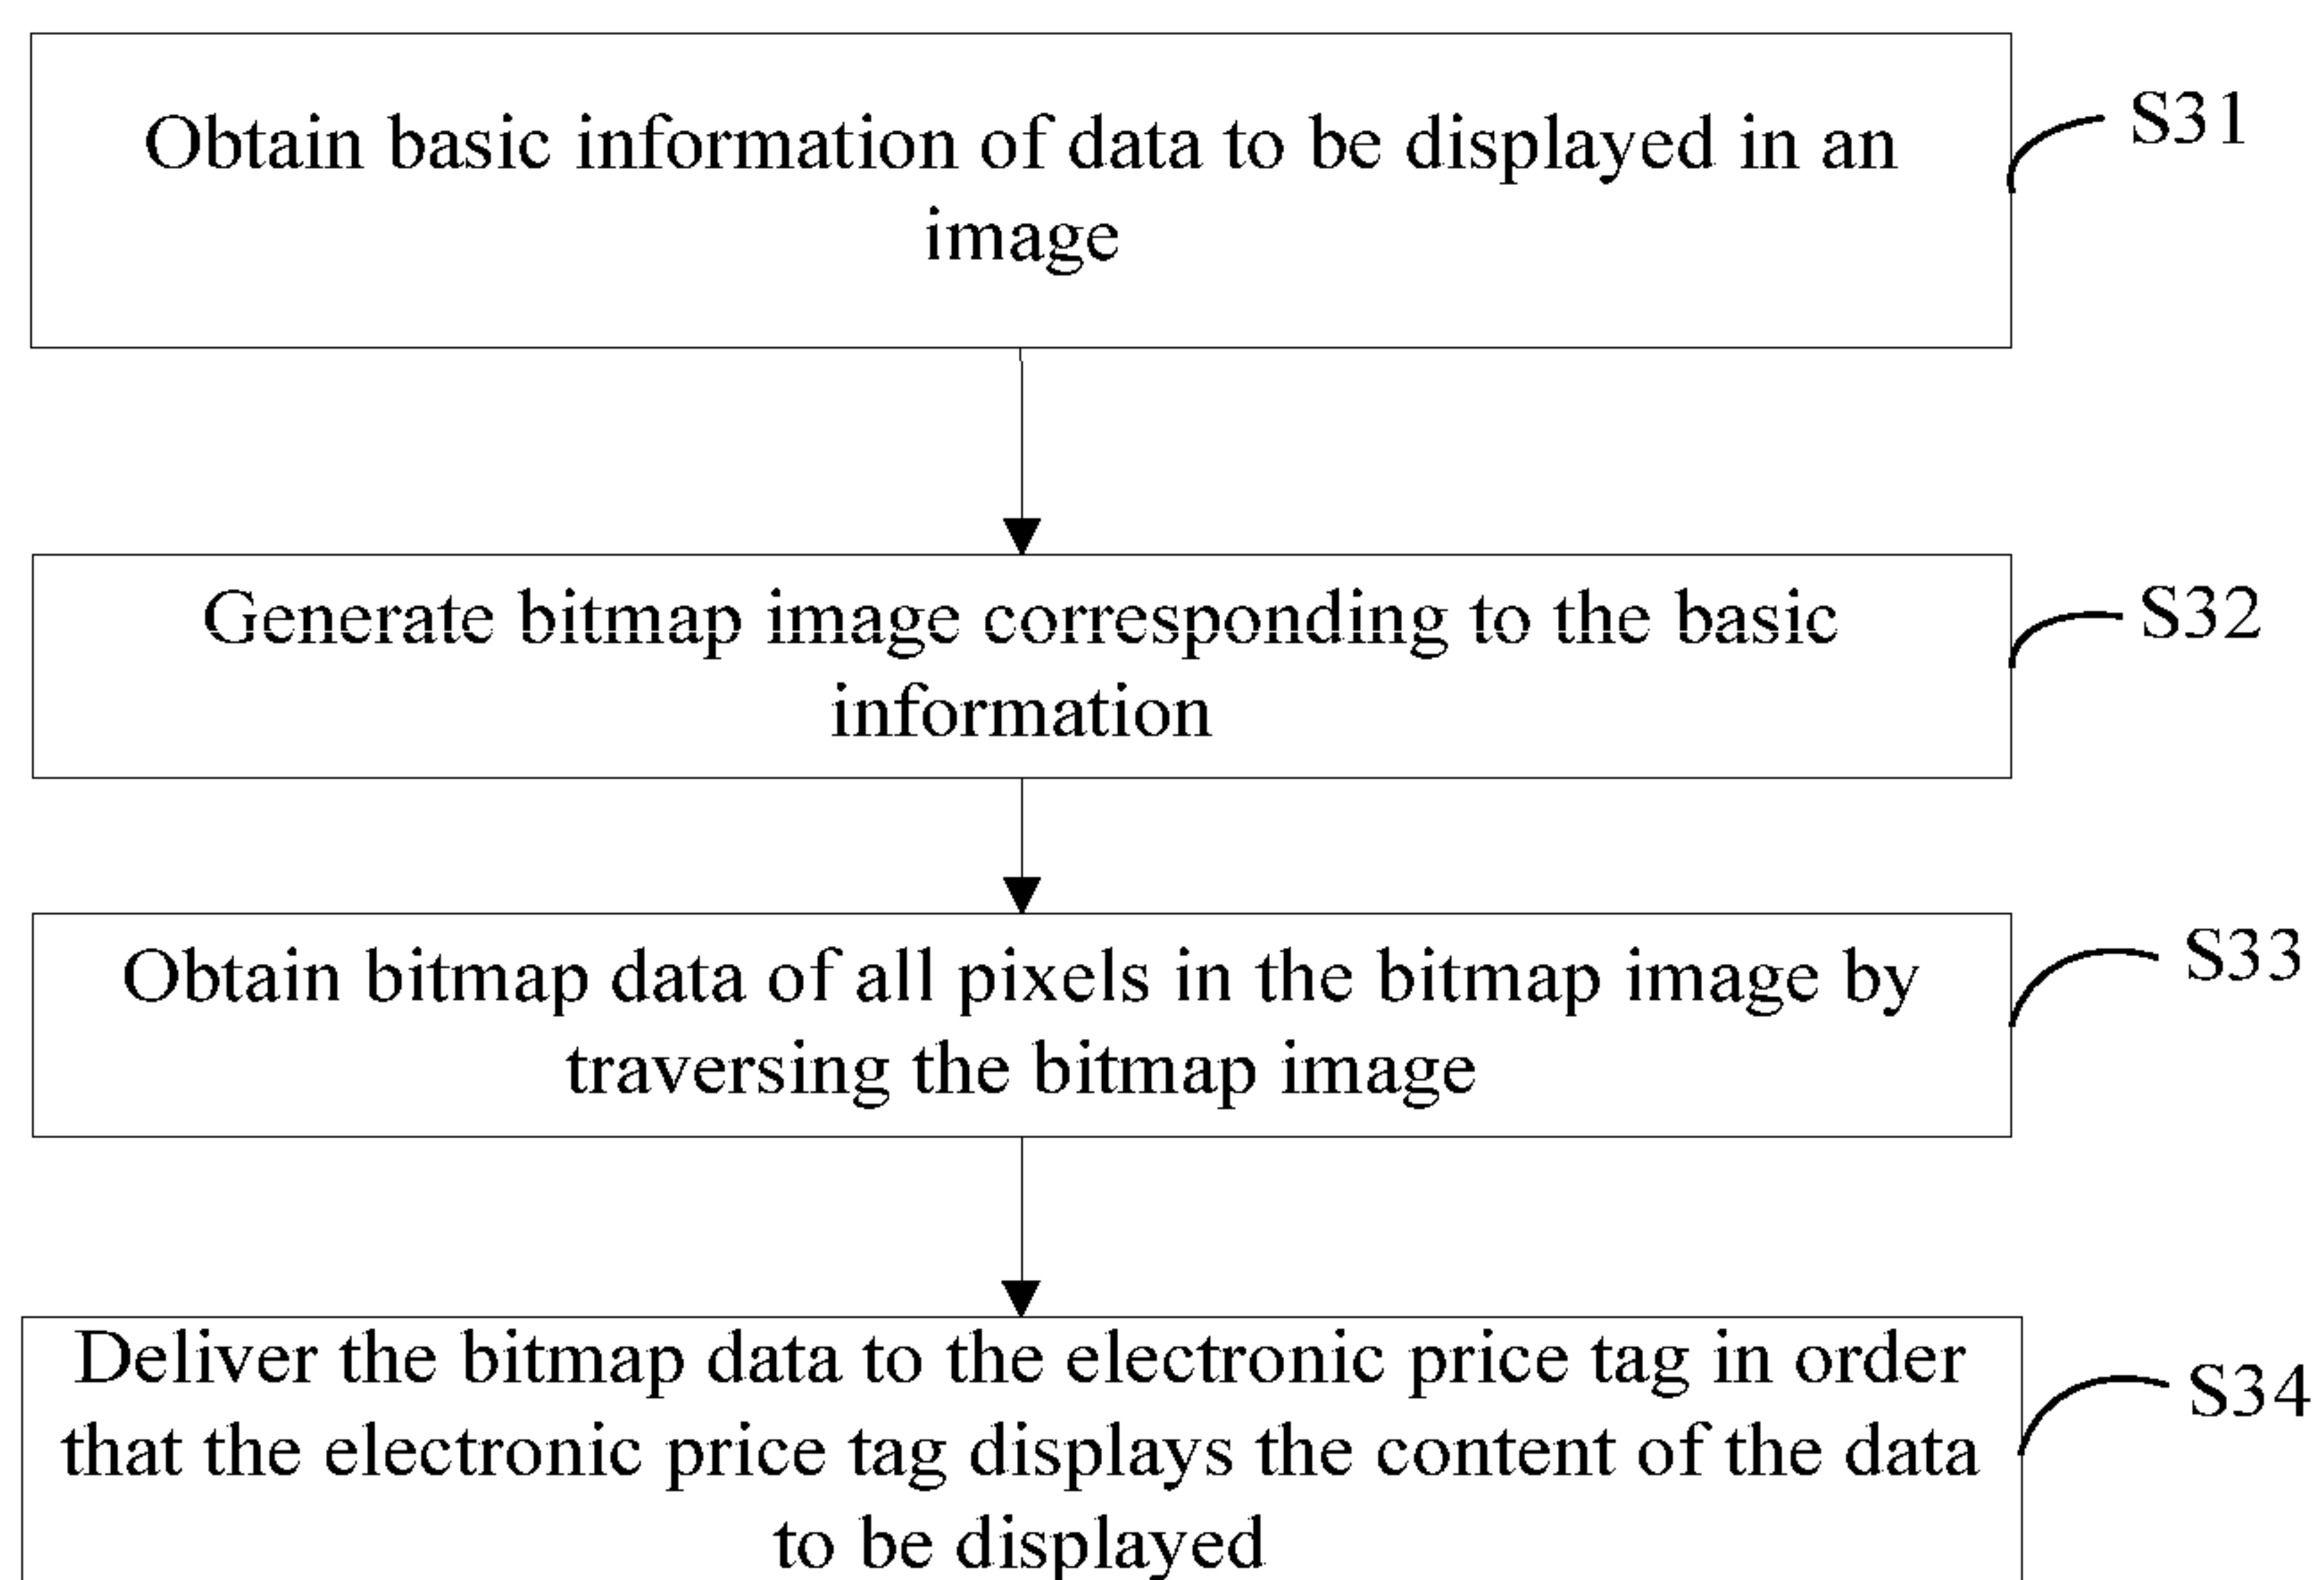 Obtain basic information of data to be displayed in an
image
S31
Generate bitmap image corresponding to the basic
information
S32
Obtain bitmap data of all pixels in the bitmap image by
traversing the bitmap image
S33
Deliver the bitmap data to the electronic price tag in order
that the electronic price tag displays the content of the data
to be displayed
S34